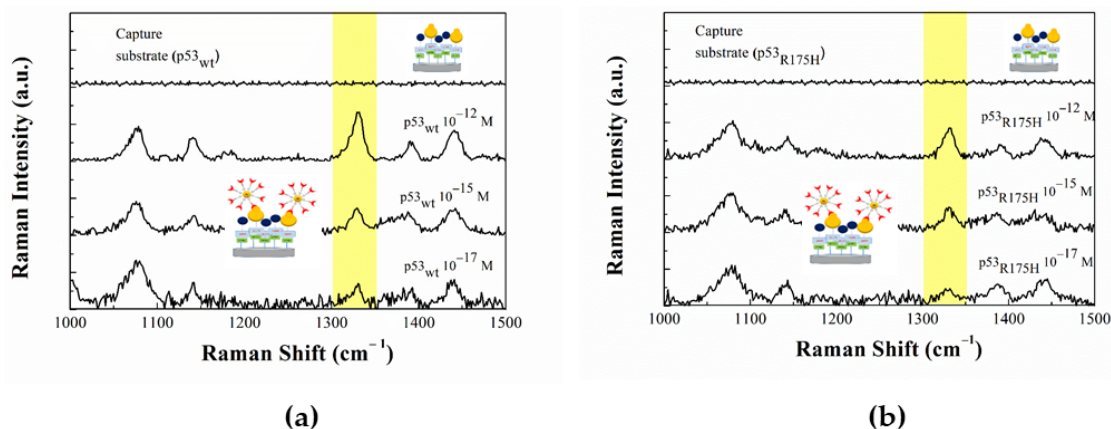 Capture
substrate (p53wt)
p53wt 10−12 M
p53wt 10−15 M
p53wt 10−17 M
Raman Intensity (a.u.)
1000 1100 1200 1300 1400 1500
Raman Shift (cm−1)
(a)
Capture
substrate (p53R175H)
p53R175H 10−12 M
p53R175H 10−15 M
p53R175H 10−17 M
Raman Intensity (a.u.)
1000 1100 1200 1300 1400 1500
Raman Shift (cm−1)
(b)